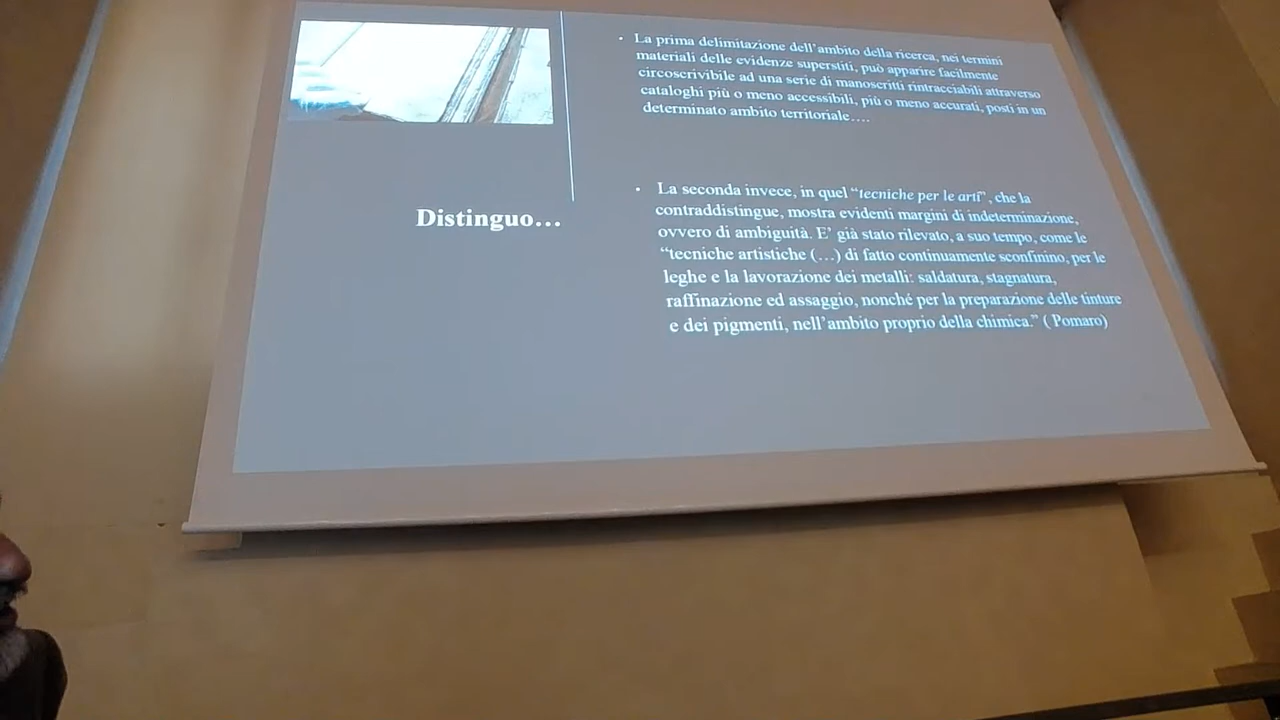 Distinguo…
• La prima delimitazione dell'ambito della ricerca, nei termini
materiali delle evidenze superstiti, può apparire facilmente
circoscrivibile ad una serie di manoscritti rintracciabili attraverso
cataloghi più o meno accessibili, più o meno accurati, posti in un
determinato ambito territoriale….
• La seconda invece, in quel “tecniche per le arti”, che la
contraddistingue, mostra evidenti margini di indeterminazione,
ovvero di ambiguità. E’ già stato rilevato, a suo tempo, come le
“tecniche artistiche (…) di fatto continuamente sconfinino, per le
leghe e la lavorazione dei metalli: saldatura, stagnatura,
raffinazione ed assaggio, nonché per la preparazione delle tinture
e dei pigmenti, nell’ambito proprio della chimica.” ( Pomaro)